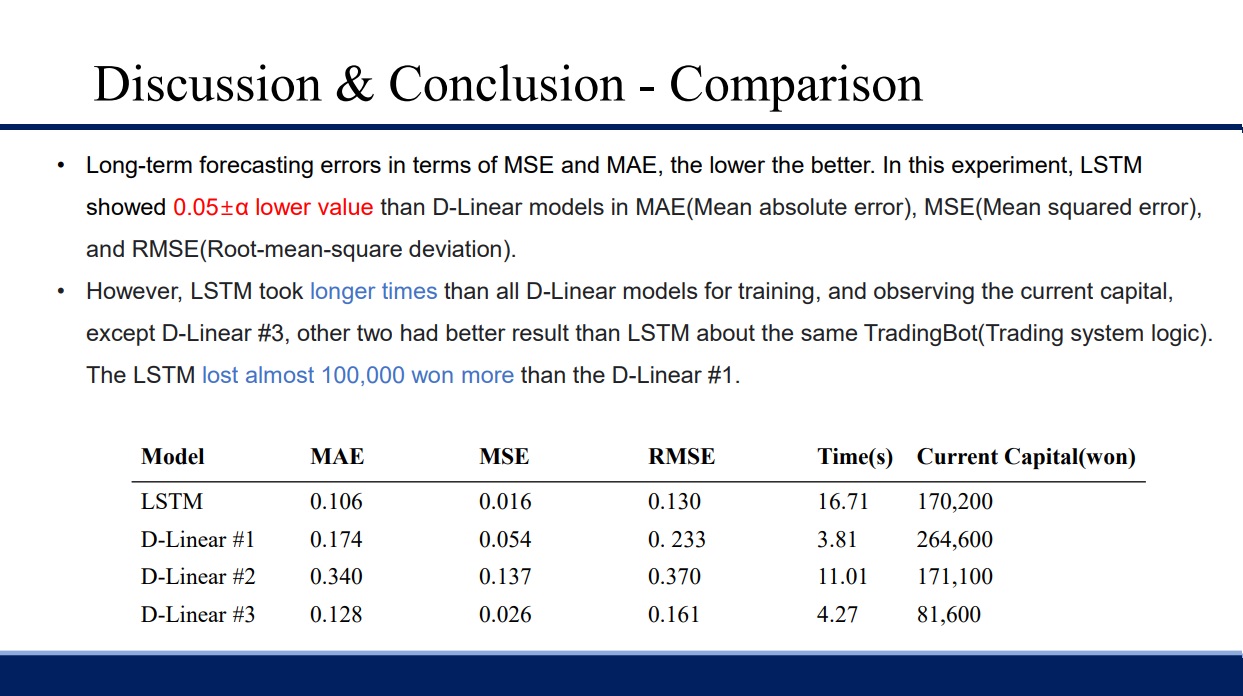 Discussion & Conclusion - Comparison
• Long-term forecasting errors in terms of MSE and MAE, the lower the better. In this experiment, LSTM
showed 0.05±α lower value than D-Linear models in MAE(Mean absolute error), MSE(Mean squared error),
and RMSE(Root-mean-square deviation).
• However, LSTM took longer times than all D-Linear models for training, and observing the current capital,
except D-Linear #3, other two had better result than LSTM about the same TradingBot(Trading system logic).
The LSTM lost almost 100,000 won more than the D-Linear #1.
Model MAE MSE RMSE Time(s) Current Capital(won)
LSTM 0.106 0.016 0.130 16.71 170,200
D-Linear #1 0.174 0.054 0. 233 3.81 264,600
D-Linear #2 0.340 0.137 0.370 11.01 171,100
D-Linear #3 0.128 0.026 0.161 4.27 81,600